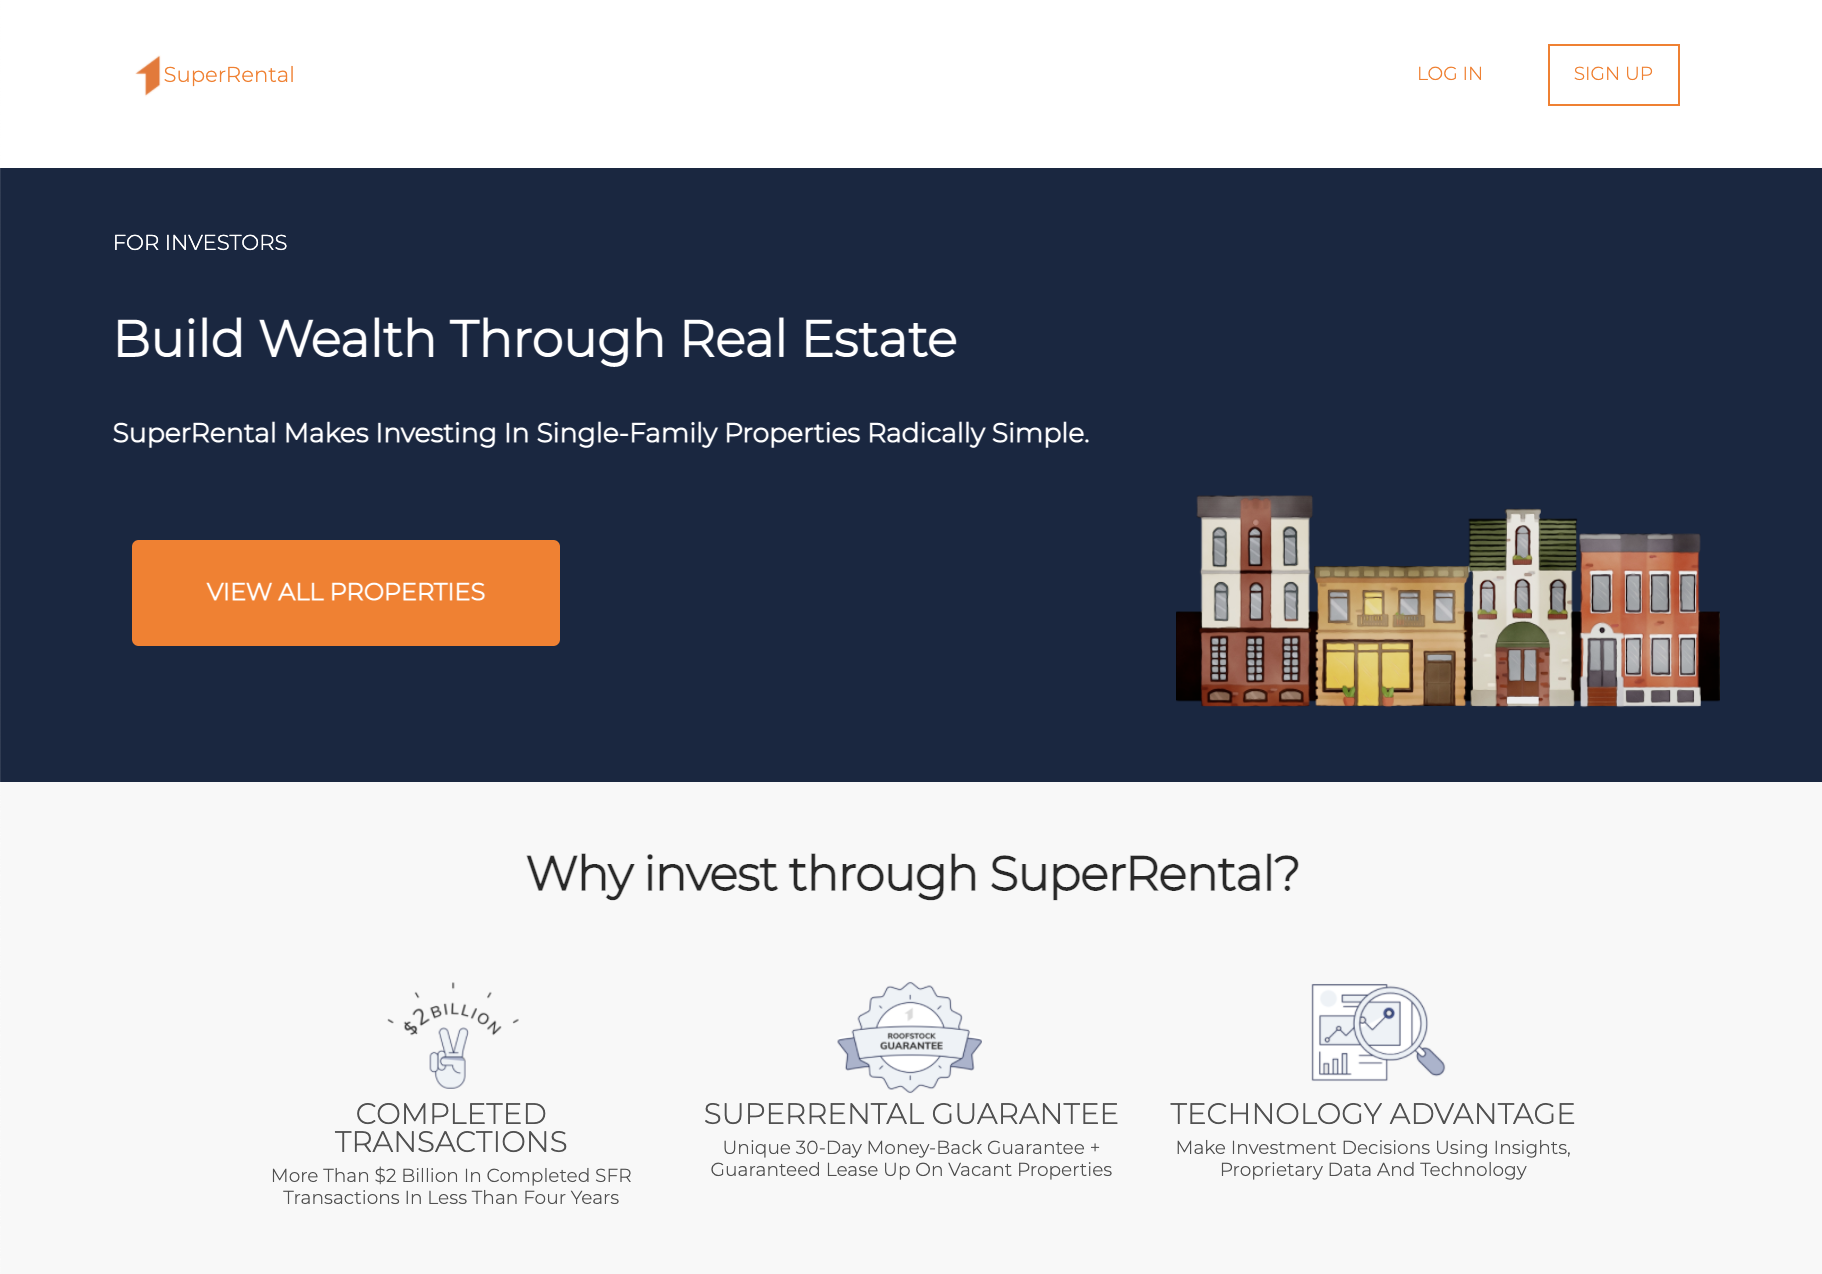 SuperRental
LOG IN
SIGN UP
FOR INVESTORS
Build Wealth Through Real Estate
SuperRental Makes Investing In Single-Family Properties Radically Simple.
VIEW ALL PROPERTIES
Why invest through SuperRental?
$2 BILLION
COMPLETED
TRANSACTIONS
More Than $2 Billion In Completed SFR
Transactions In Less Than Four Years
ROOFSTOCK
GUARANTEE
SUPERRENTAL GUARANTEE
Unique 30-Day Money-Back Guarantee +
Guaranteed Lease Up On Vacant Properties
TECHNOLOGY ADVANTAGE
Make Investment Decisions Using Insights,
Proprietary Data And Technology